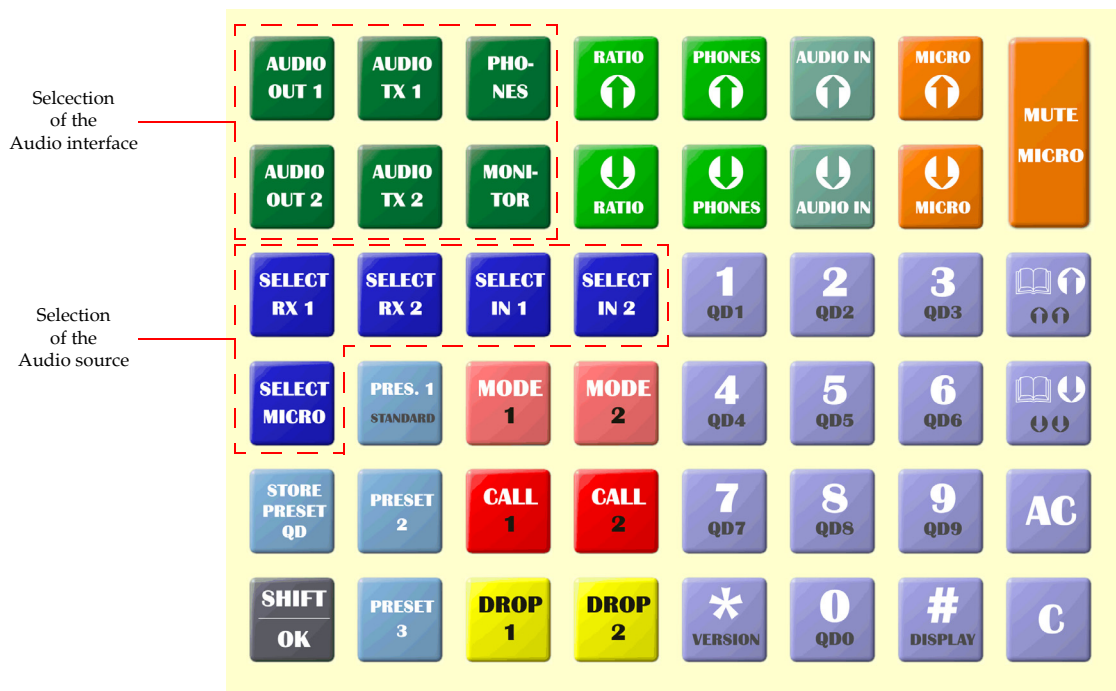 Selcection
of the
Audio interface
AUDIO
OUT 1
AUDIO
TX 1
PHO-
NES
RATIO
PHONES
AUDIO IN
MICRO
MUTE
MICRO
AUDIO
OUT 2
AUDIO
TX 2
MONI-
TOR
RATIO
PHONES
AUDIO IN
MICRO
Selection
of the
Audio source
SELECT
RX 1
SELECT
RX 2
SELECT
IN 1
SELECT
IN 2
1
QD1
2
QD2
3
QD3
SELECT
MICRO
PRES. 1
STANDARD
MODE
1
MODE
2
4
QD4
5
QD5
6
QD6
STORE
PRESET
QD
PRESET
2
CALL
1
CALL
2
7
QD7
8
QD8
9
QD9
AC
SHIFT
OK
PRESET
3
DROP
1
DROP
2
*
VERSION
0
QD0
#
DISPLAY
C